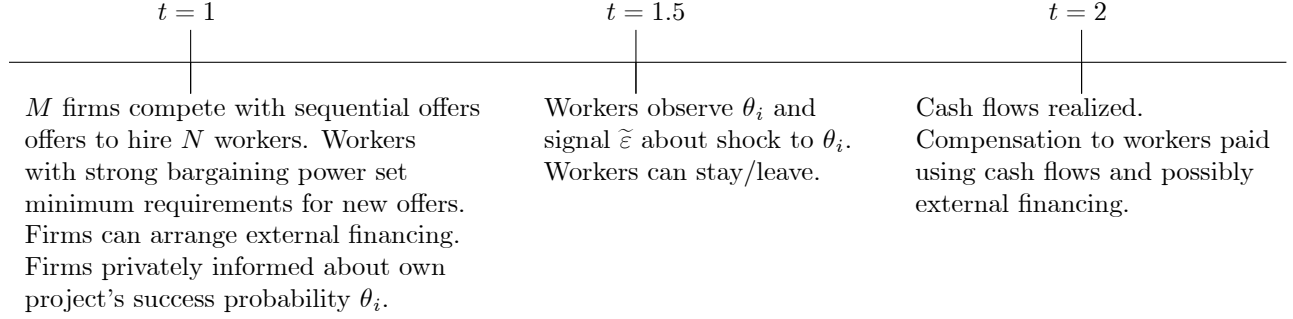 t = 1
t = 1.5
t = 2
M firms compete with sequential offers
offers to hire N workers. Workers
with strong bargaining power set
minimum requirements for new offers.
Firms can arrange external financing.
Firms privately informed about own
project's success probability θᵢ.
Workers observe θᵢ and
signal ε̃ about shock to θᵢ.
Workers can stay/leave.
Cash flows realized.
Compensation to workers paid
using cash flows and possibly
external financing.